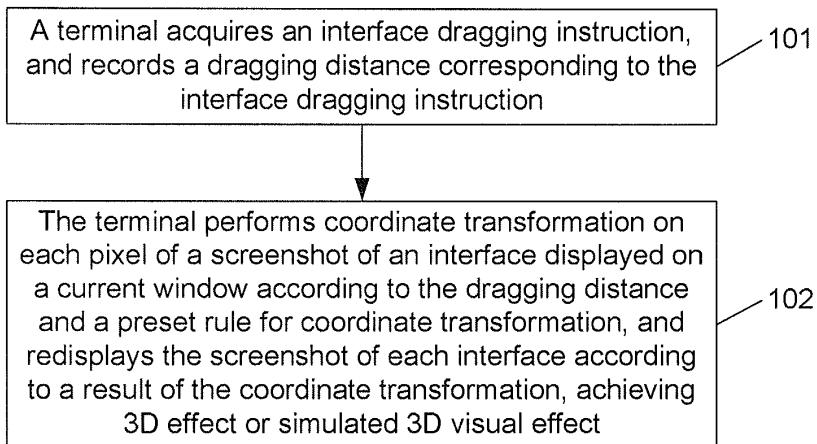 A terminal acquires an interface dragging instruction,
and records a dragging distance corresponding to the
interface dragging instruction
101
The terminal performs coordinate transformation on
each pixel of a screenshot of an interface displayed on
a current window according to the dragging distance
and a preset rule for coordinate transformation, and
redisplays the screenshot of each interface according
to a result of the coordinate transformation, achieving
3D effect or simulated 3D visual effect
102